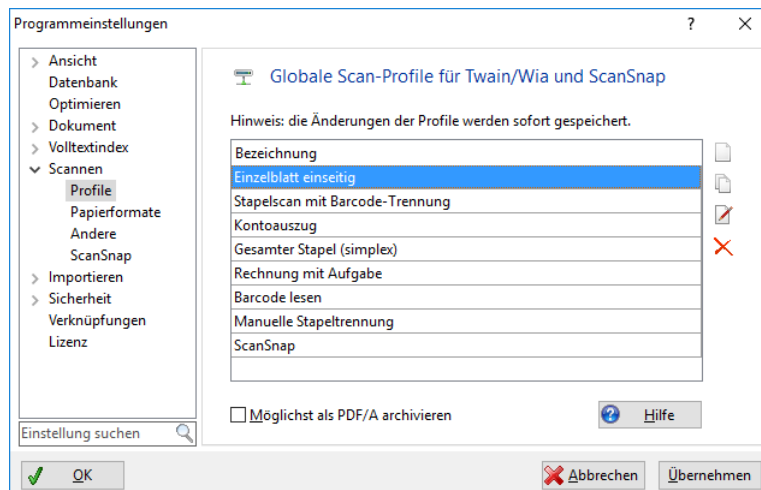 Programmeinstellungen
?
Ansicht
Datenbank
Optimieren
Dokument
Volltextindex
Scannen
Profile
Papierformate
Andere
ScanSnap
Importieren
Sicherheit
Verknüpfungen
Lizenz
Einstellung suchen
Globale Scan-Profile für Twain/Wia und ScanSnap
Hinweis: die Änderungen der Profile werden sofort gespeichert.
Bezeichnung
Einzelblatt einseitig
Stapelscan mit Barcode-Trennung
Kontoauszug
Gesamter Stapel (simplex)
Rechnung mit Aufgabe
Barcode lesen
Manuelle Stapeltrennung
ScanSnap
Möglichst als PDF/A archivieren
Hilfe
OK
Abbrechen
Übernehmen